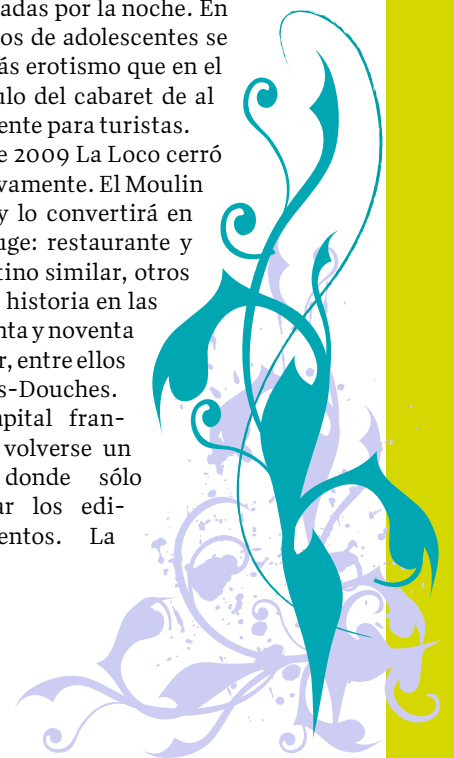 adas por la noche. En
os de adolescentes se
ás erotismo que en el
ulo del cabaret de al
ente para turistas.
e 2009 La Loco cerró
vamente. El Moulin
y lo convertirá en
uge: restaurante y
tino similar, otros
historia en las
nta y noventa
r, entre ellos
s-Douches.
pital fran-
volverse un
donde sólo
ar los edi-
entos. La